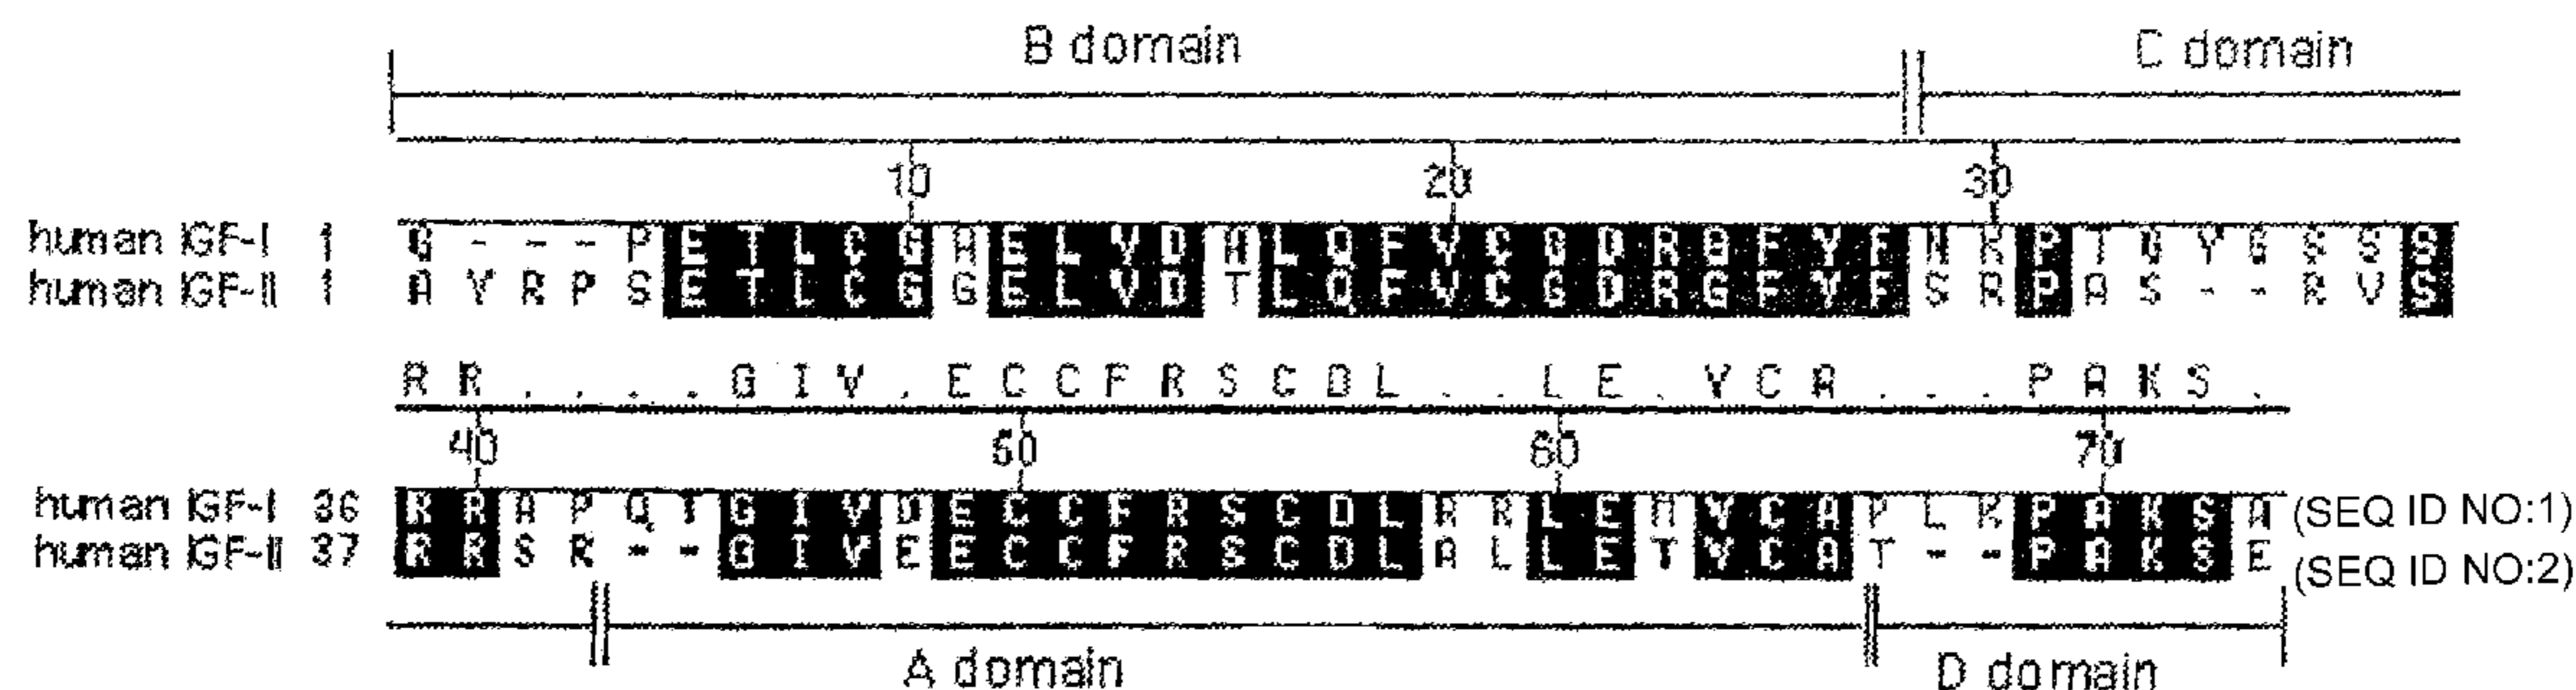 B domain C domain
10 20 30
human IGF-I 1 G - - - P E T L C G A E L V D A L Q F V C G D R G F Y F N K P T G Y G S S S
human IGF-II 1 A Y R P S E T L C G G E L V D T L Q F V C G D R G F Y F S R P A S - - R V S
R R . . . . G I V . E C C F R S C D L . . L E . Y C A . . . P A K S .
40 50 60 70
human IGF-I 36 R R A P Q T G I V D E C C F R S C D L R R L E M Y C A P L K P A K S A (SEQ ID NO:1)
human IGF-II 37 R R S R - - G I V E E C C F R S C D L A L L E T Y C A T - - P A K S E (SEQ ID NO:2)
A domain D domain